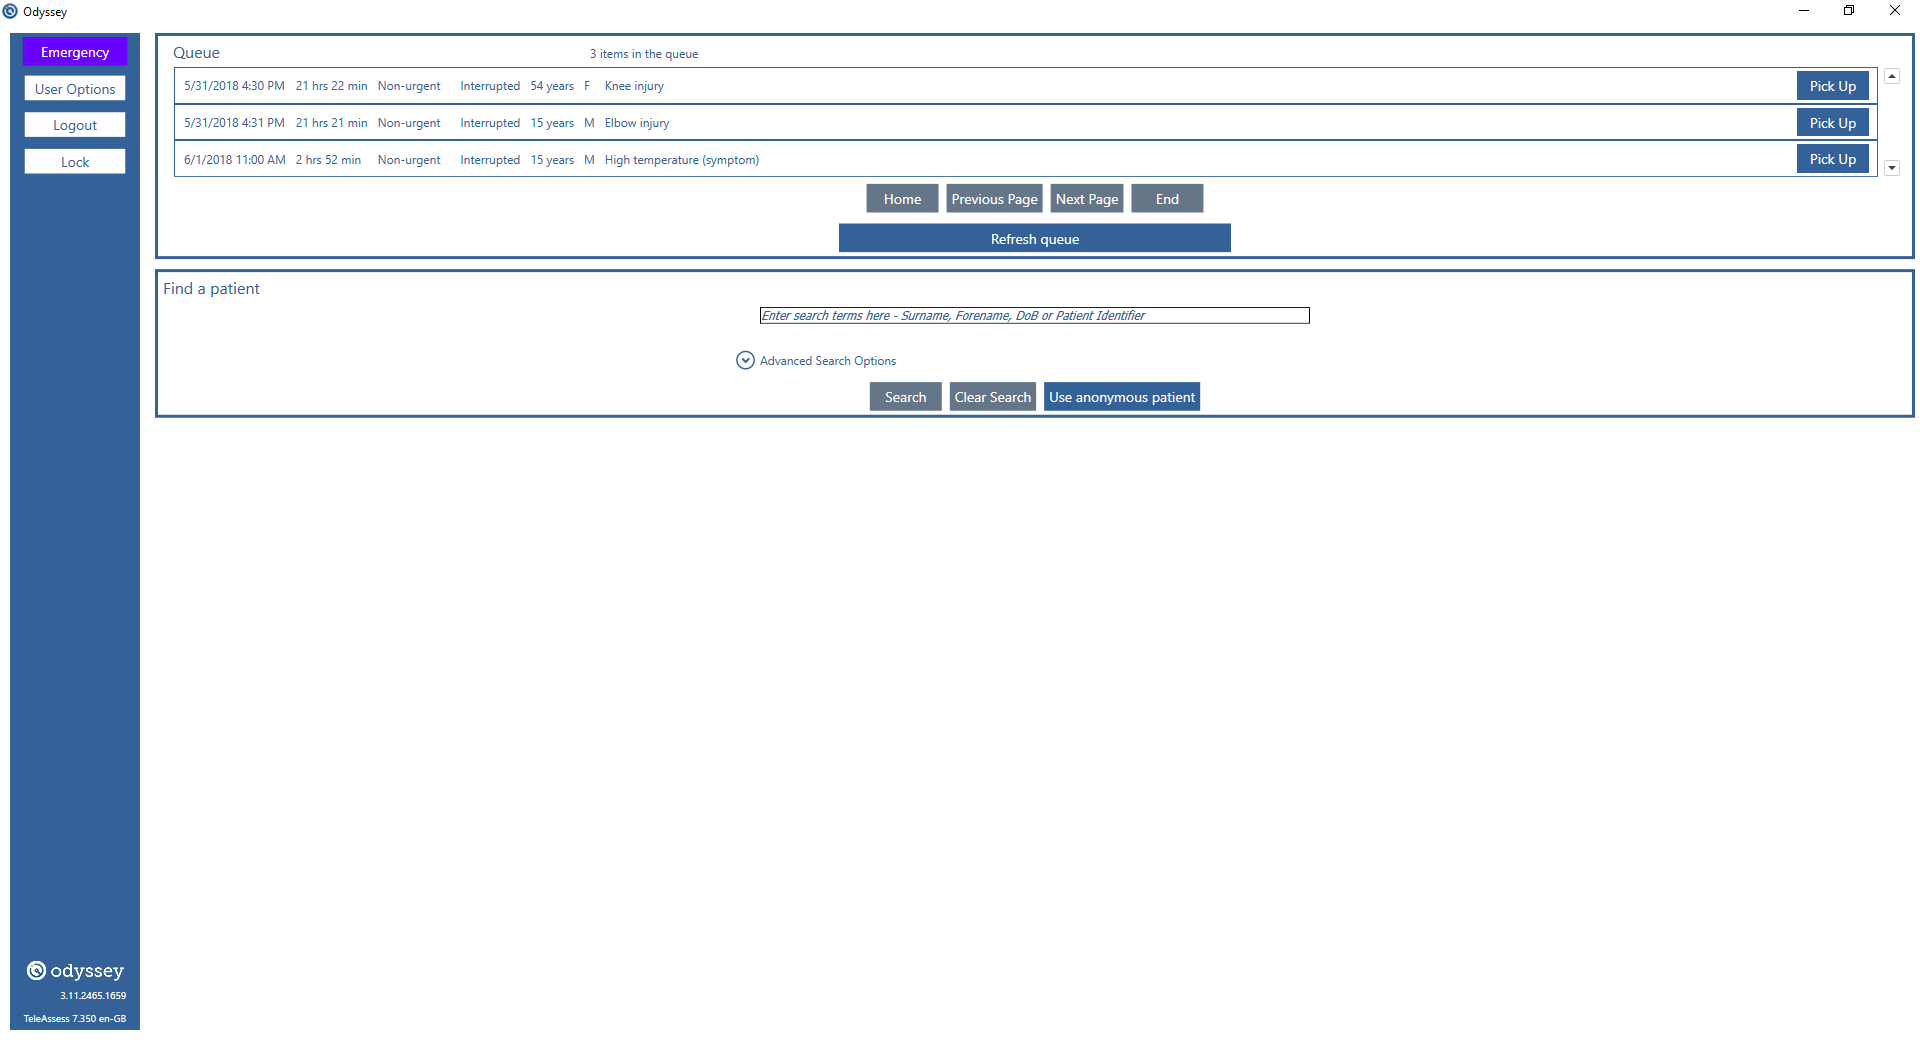 Odyssey
Emergency
User Options
Logout
Lock
Queue 3 items in the queue
5/31/2018 4:30 PM 21 hrs 22 min Non-urgent Interrupted 54 years F Knee injury Pick Up
5/31/2018 4:31 PM 21 hrs 21 min Non-urgent Interrupted 15 years M Elbow injury Pick Up
6/1/2018 11:00 AM 2 hrs 52 min Non-urgent Interrupted 15 years M High temperature (symptom) Pick Up
Home Previous Page Next Page End
Refresh queue
Find a patient
Enter search terms here - Surname, Forename, DoB or Patient Identifier
Advanced Search Options
Search Clear Search Use anonymous patient
odyssey
3.11.2465.1659
TeleAssess 7.350 en-GB